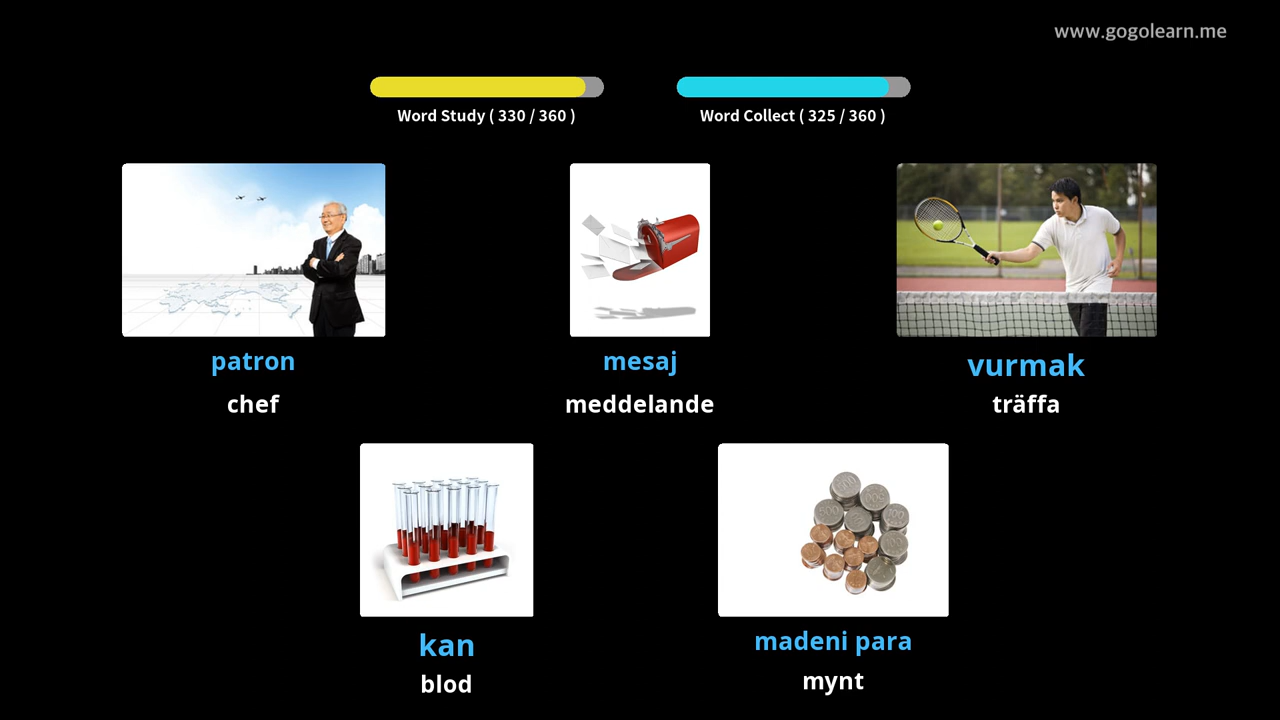 www.gogolearn.me
Word Study ( 330 / 360 )
Word Collect ( 325 / 360 )
patron
chef
mesaj
meddelande
vurmak
träffa
kan
blod
madeni para
mynt